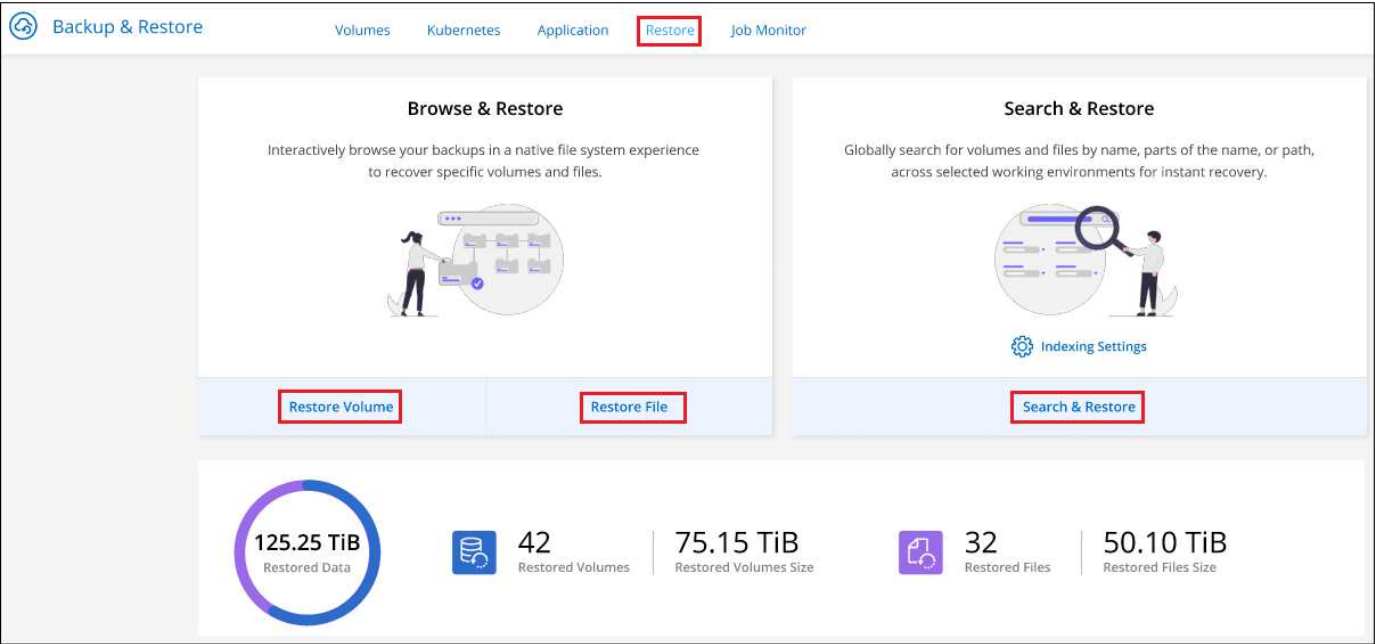 Backup & Restore
Volumes Kubernetes Application Restore Job Monitor
Browse & Restore
Interactively browse your backups in a native file system experience
to recover specific volumes and files.
Restore Volume Restore File
Search & Restore
Globally search for volumes and files by name, parts of the name, or path,
across selected working environments for instant recovery.
Indexing Settings
Search & Restore
125.25 TiB
Restored Data
42
Restored Volumes
75.15 TiB
Restored Volumes Size
32
Restored Files
50.10 TiB
Restored Files Size